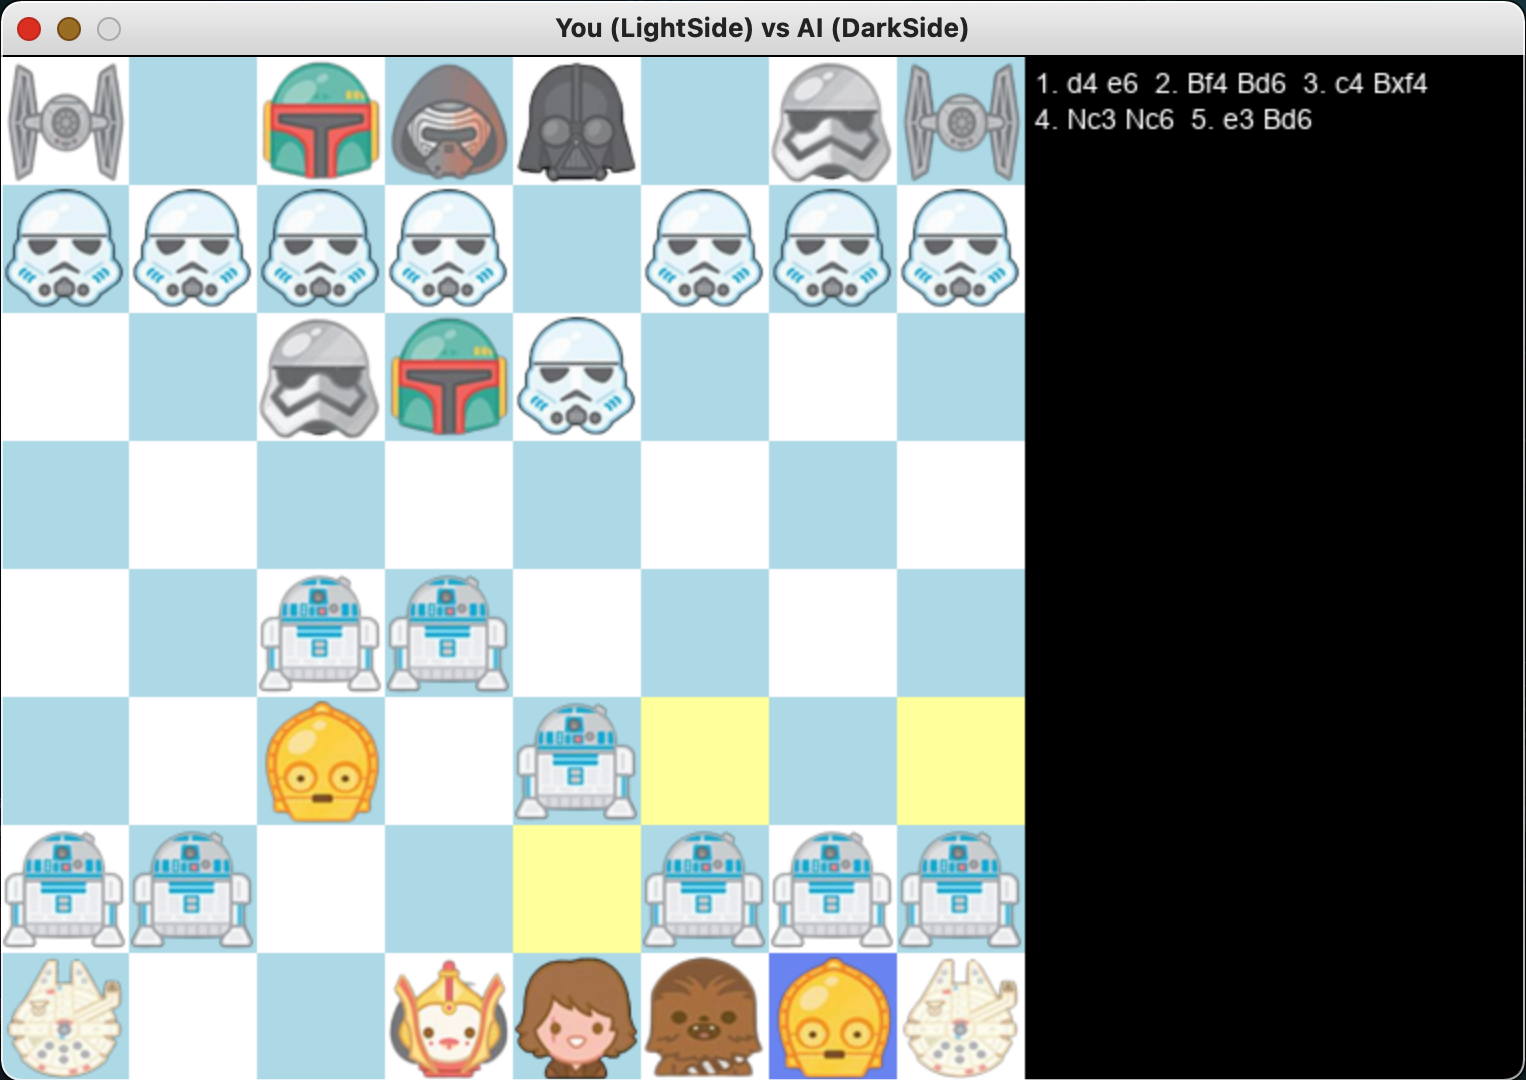 You (LightSide) vs AI (DarkSide)
1. d4 e6 2. Bf4 Bd6 3. c4 Bxf4
4. Nc3 Nc6 5. e3 Bd6